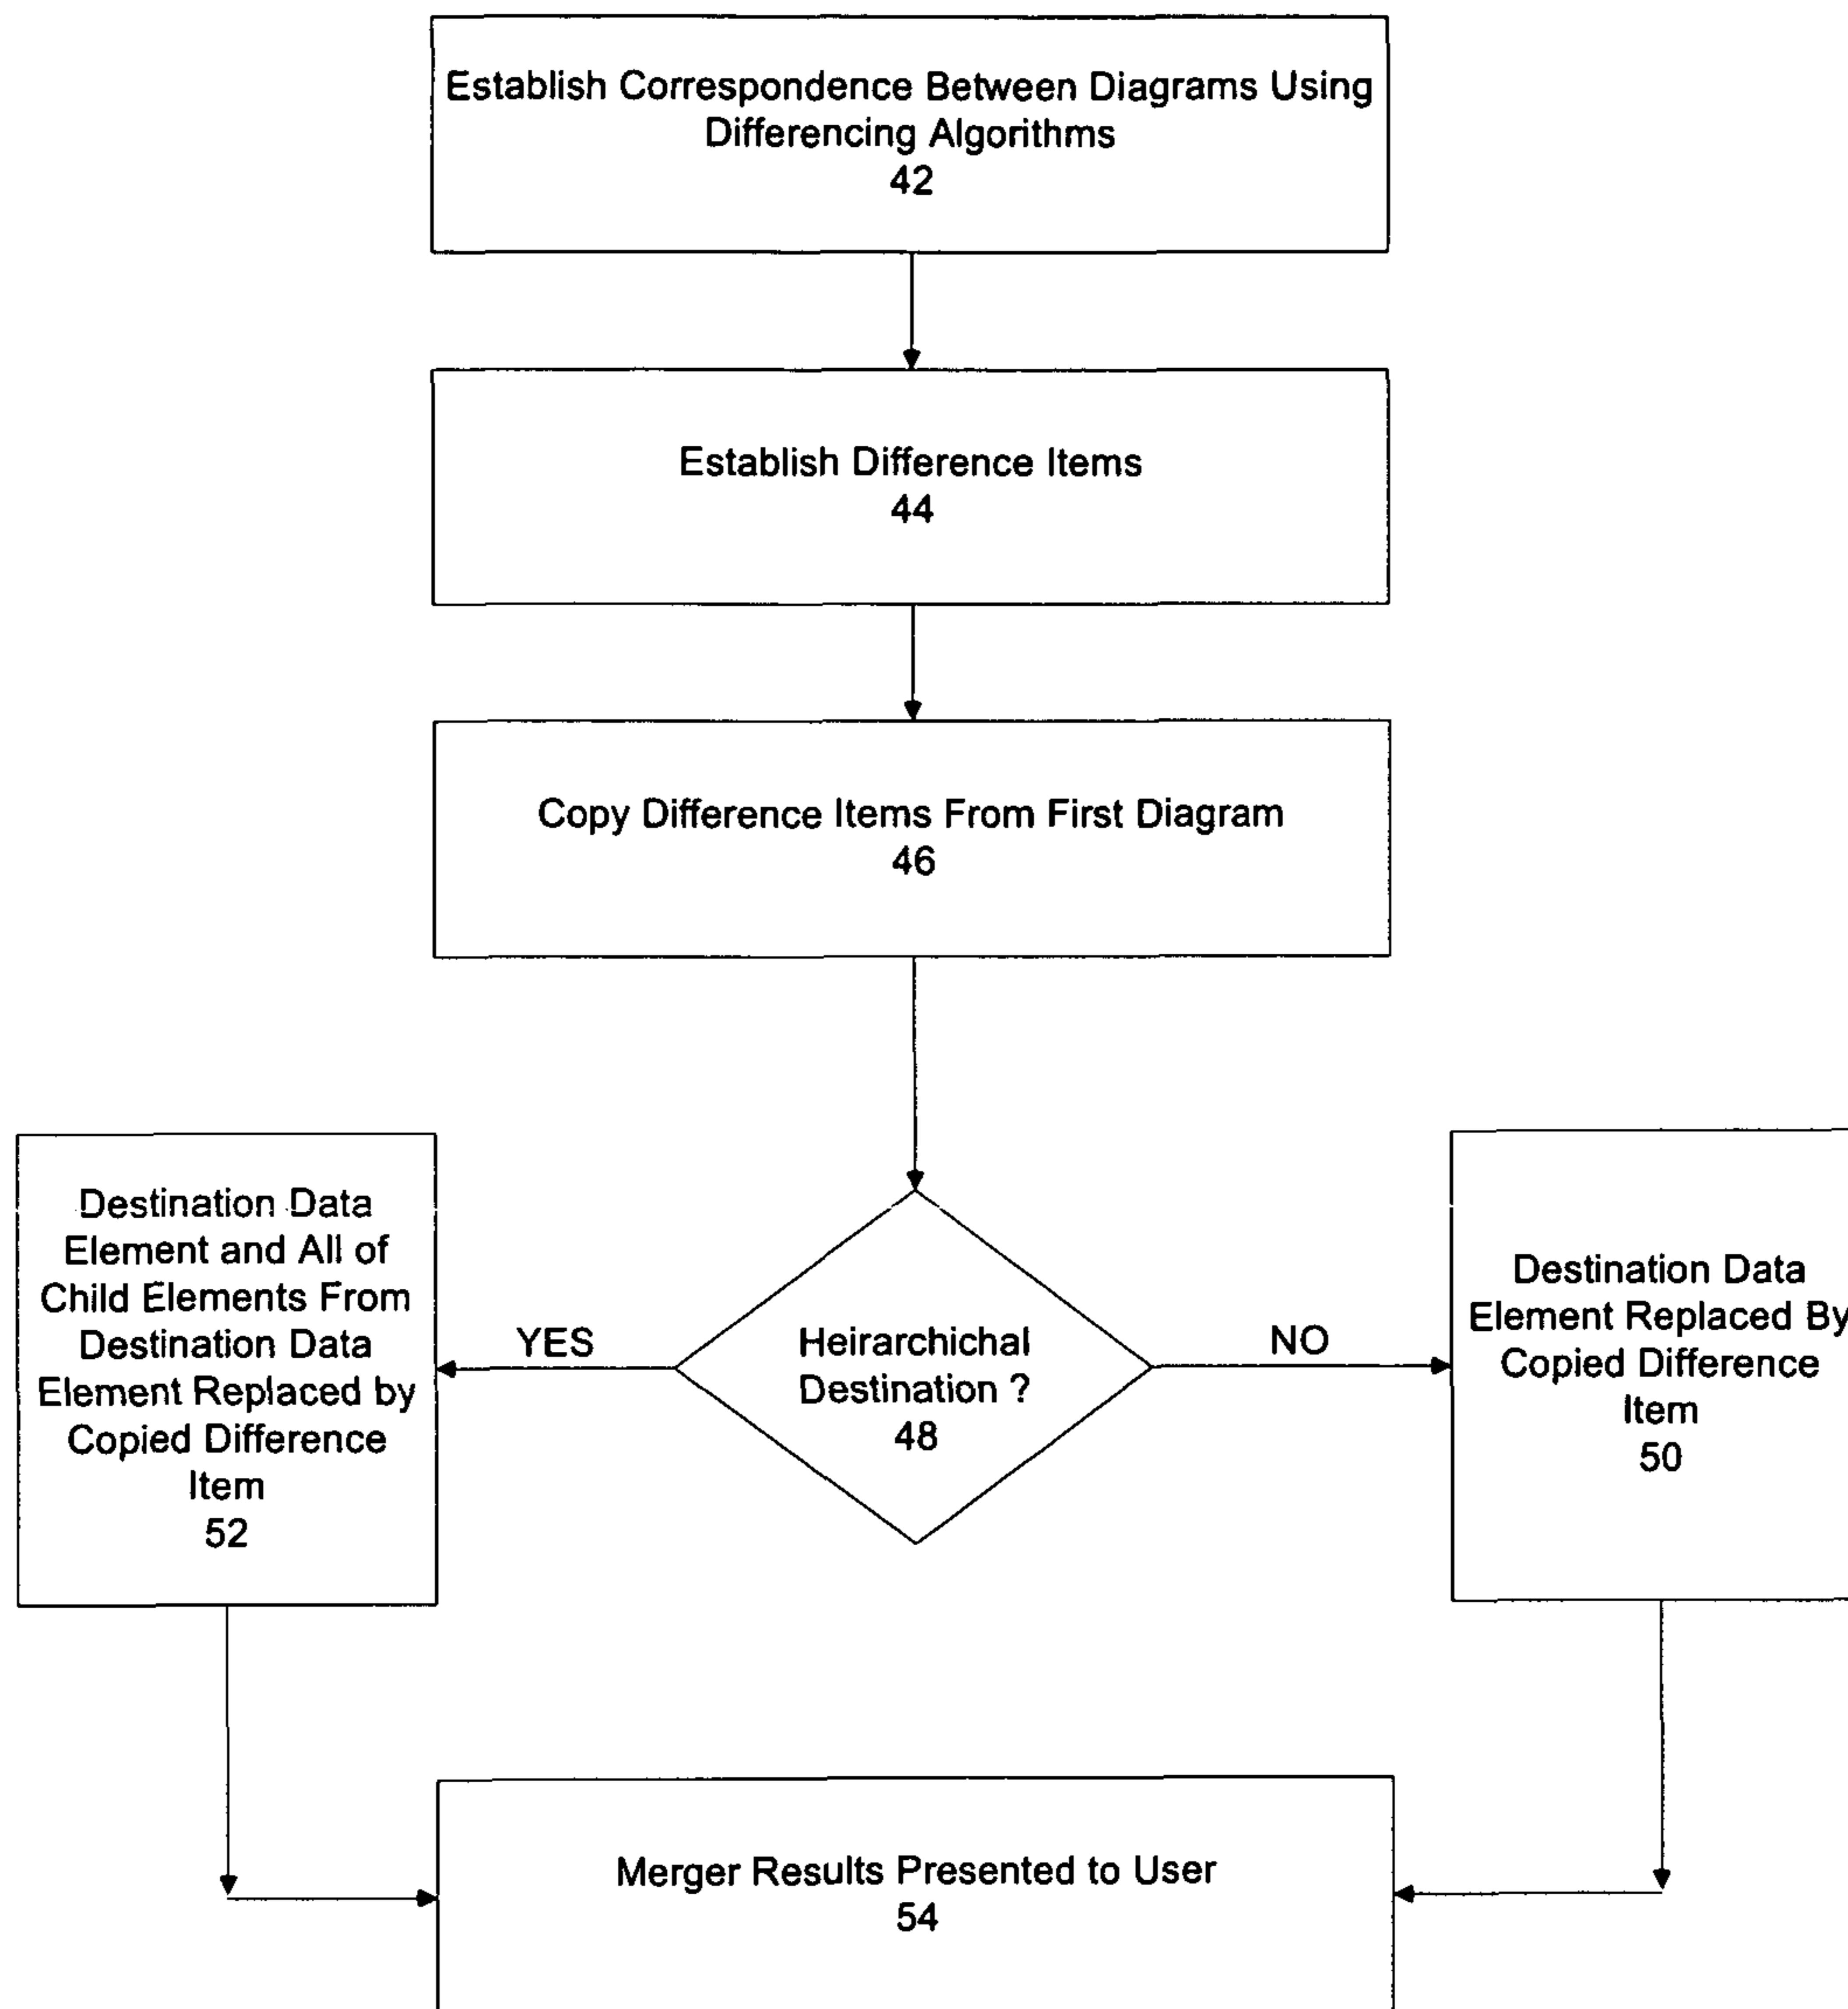 Establish Correspondence Between Diagrams Using
Differencing Algorithms
42
Establish Difference Items
44
Copy Difference Items From First Diagram
46
Destination Data
Element and All of
Child Elements From
Destination Data
Element Replaced by
Copied Difference
Item
52
YES
Heirarchichal
Destination ?
48
NO
Destination Data
Element Replaced By
Copied Difference
Item
50
Merger Results Presented to User
54